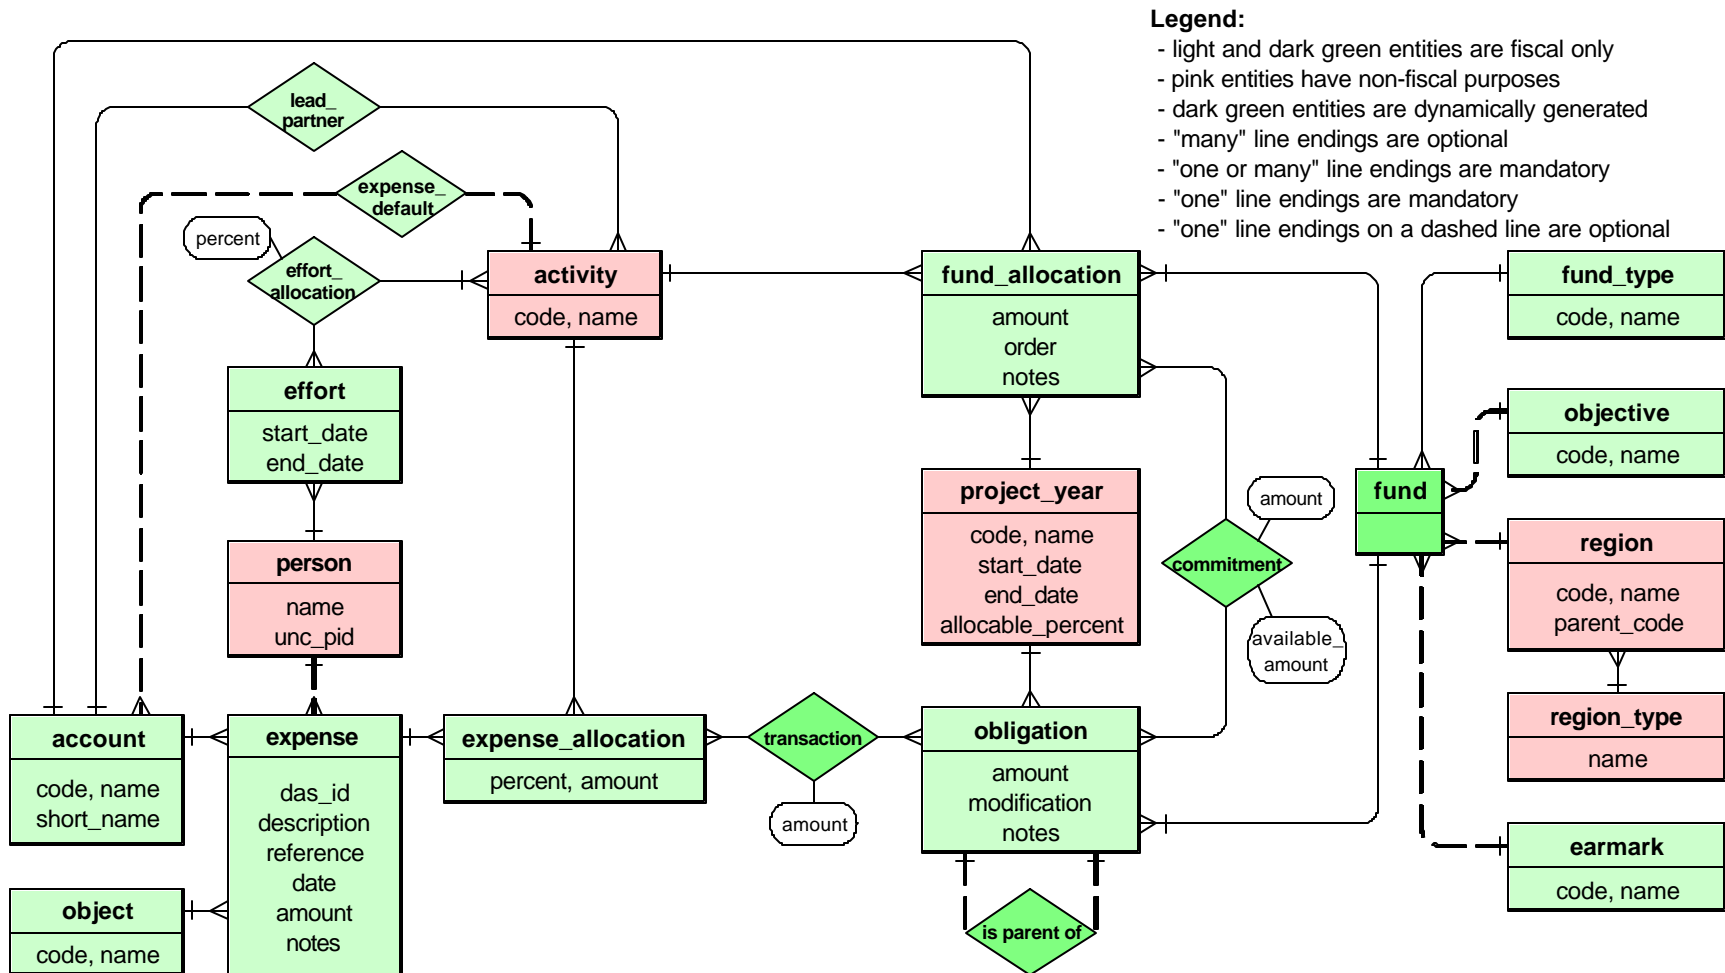 Legend:
- light and dark green entities are fiscal only
- pink entities have non-fiscal purposes
- dark green entities are dynamically generated
- "many" line endings are optional
- "one or many" line endings are mandatory
- "one" line endings are mandatory
- "one" line endings on a dashed line are optional
lead_
partner
expense_
default
percent
effort_
allocation
activity
code, name
fund_allocation
amount
order
notes
fund_type
code, name
effort
start_date
end_date
objective
code, name
project_year
code, name
start_date
end_date
allocable_percent
amount
commitment
available_
amount
fund
region
code, name
parent_code
person
name
unc_pid
region_type
name
account
code, name
short_name
expense
das_id
description
reference
date
amount
notes
expense_allocation
percent, amount
transaction
amount
obligation
amount
modification
notes
earmark
code, name
object
code, name
is parent of